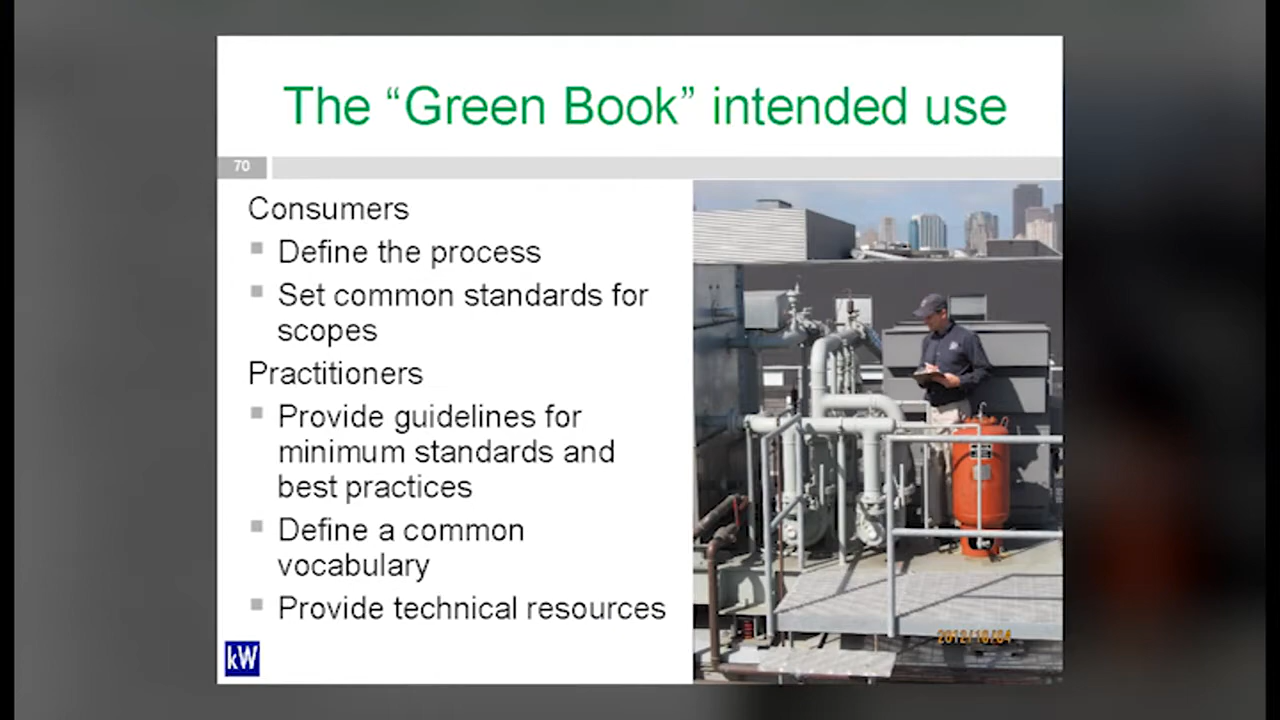 The “Green Book” intended use
70
Consumers
Define the process
Set common standards for
scopes
Practitioners
Provide guidelines for
minimum standards and
best practices
Define a common
vocabulary
Provide technical resources
kW
2012/10/04